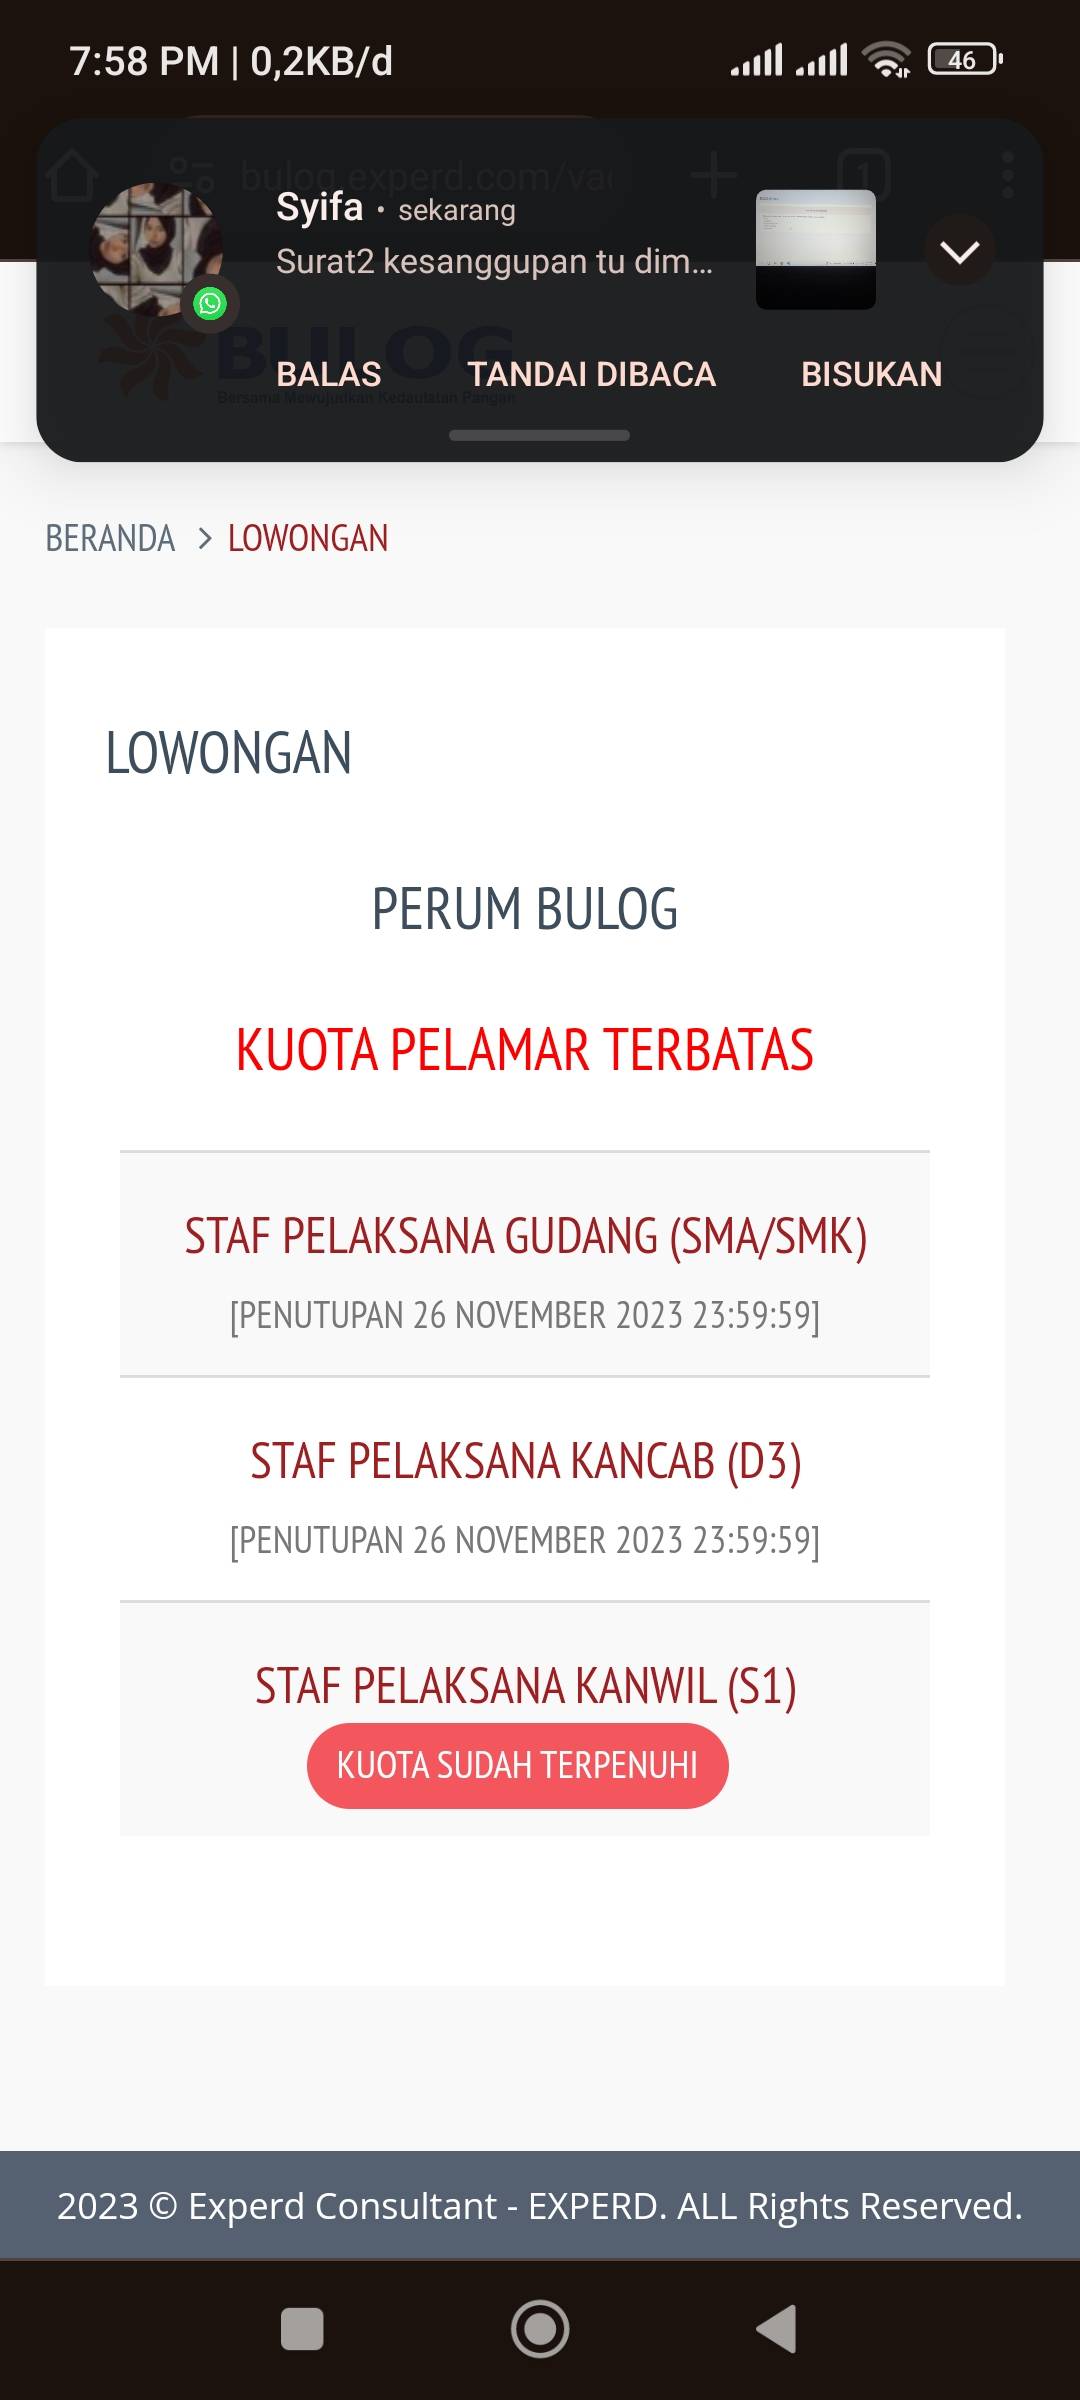 7:58 PM | 0,2KB/d
46
bulog.experd.com/va
1
Syifa • sekarang
Surat2 kesanggupan tu dim...
BULOG
Bersama Mewujudkan Kedaulatan Pangan
BALAS TANDAI DIBACA BISUKAN
BERANDA > LOWONGAN
LOWONGAN
PERUM BULOG
KUOTA PELAMAR TERBATAS
STAF PELAKSANA GUDANG (SMA/SMK)
[PENUTUPAN 26 NOVEMBER 2023 23:59:59]
STAF PELAKSANA KANCAB (D3)
[PENUTUPAN 26 NOVEMBER 2023 23:59:59]
STAF PELAKSANA KANWIL (S1)
KUOTA SUDAH TERPENUHI
2023 © Experd Consultant - EXPERD. ALL Rights Reserved.